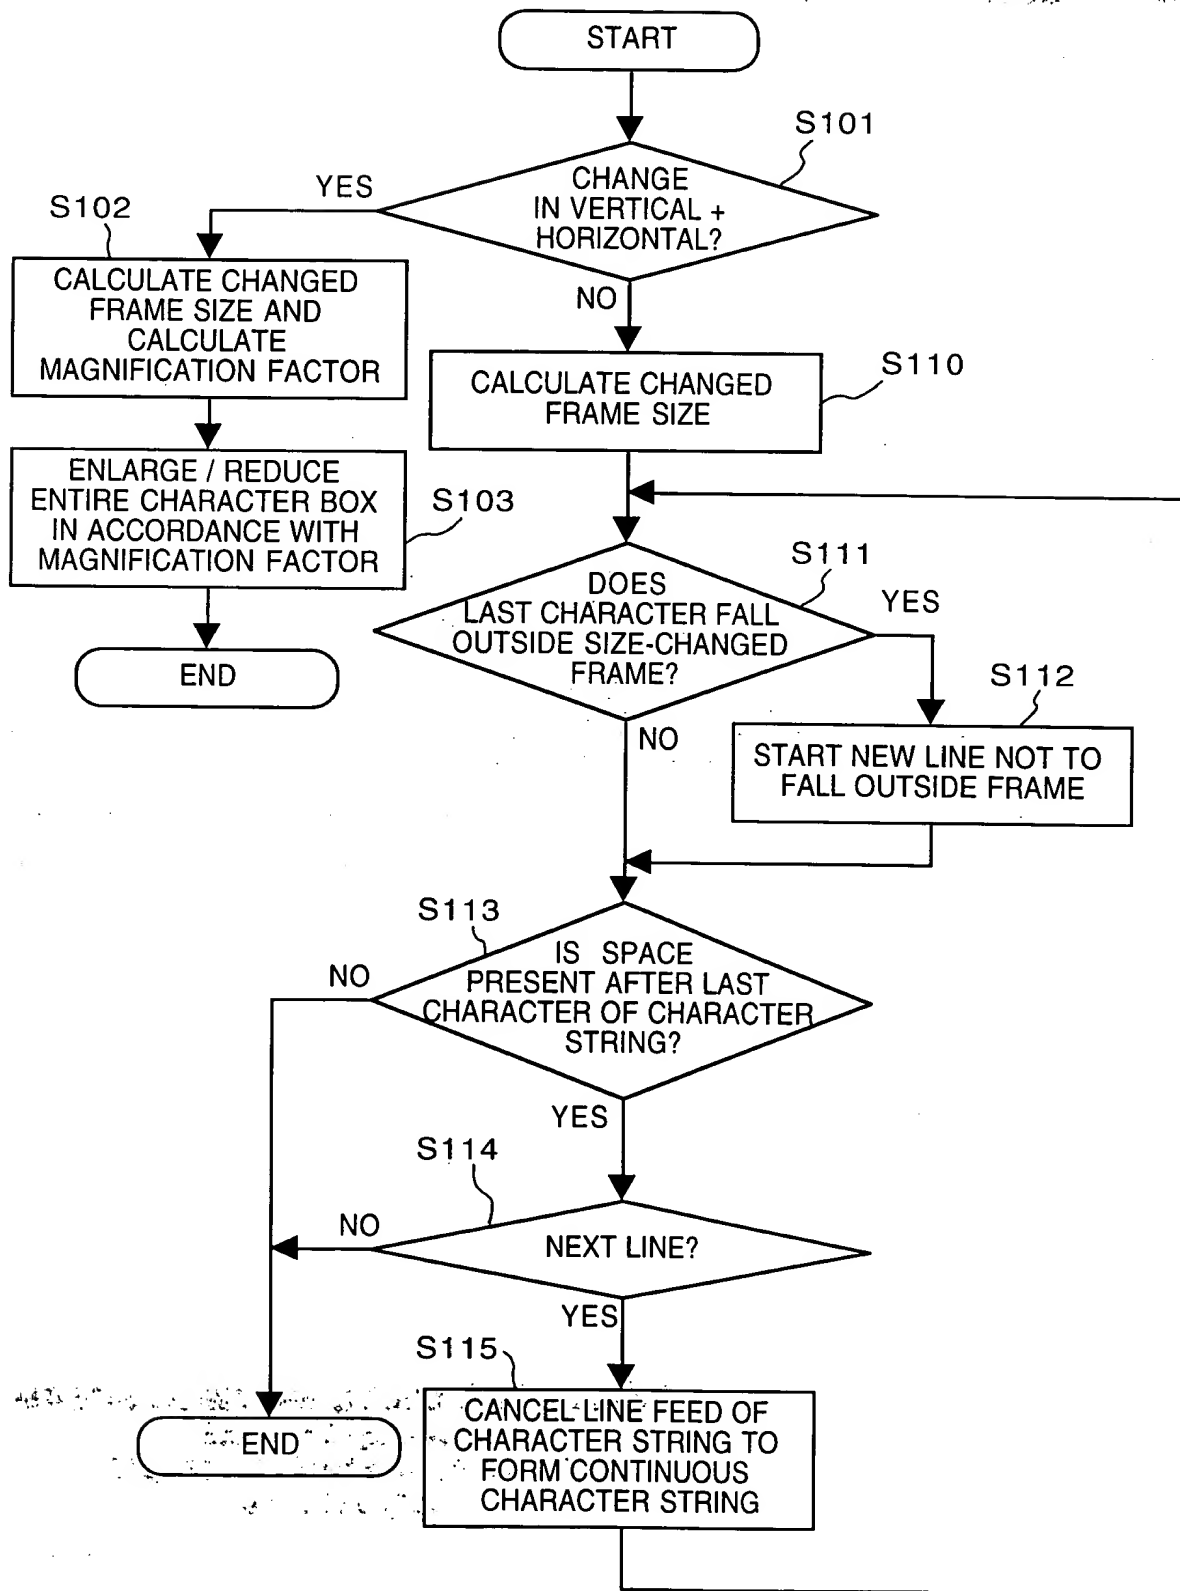 START
S101
CHANGE
IN VERTICAL +
HORIZONTAL?
YES
NO
S102
CALCULATE CHANGED
FRAME SIZE AND
CALCULATE
MAGNIFICATION FACTOR
S110
CALCULATE CHANGED
FRAME SIZE
ENLARGE / REDUCE
ENTIRE CHARACTER BOX
IN ACCORDANCE WITH
MAGNIFICATION FACTOR
S103
END
S111
DOES
LAST CHARACTER FALL
OUTSIDE SIZE-CHANGED
FRAME?
YES
NO
S112
START NEW LINE NOT TO
FALL OUTSIDE FRAME
S113
IS SPACE
PRESENT AFTER LAST
CHARACTER OF CHARACTER
STRING?
NO
YES
S114
NEXT LINE?
NO
YES
S115
CANCEL LINE FEED OF
CHARACTER STRING TO
FORM CONTINUOUS
CHARACTER STRING
END